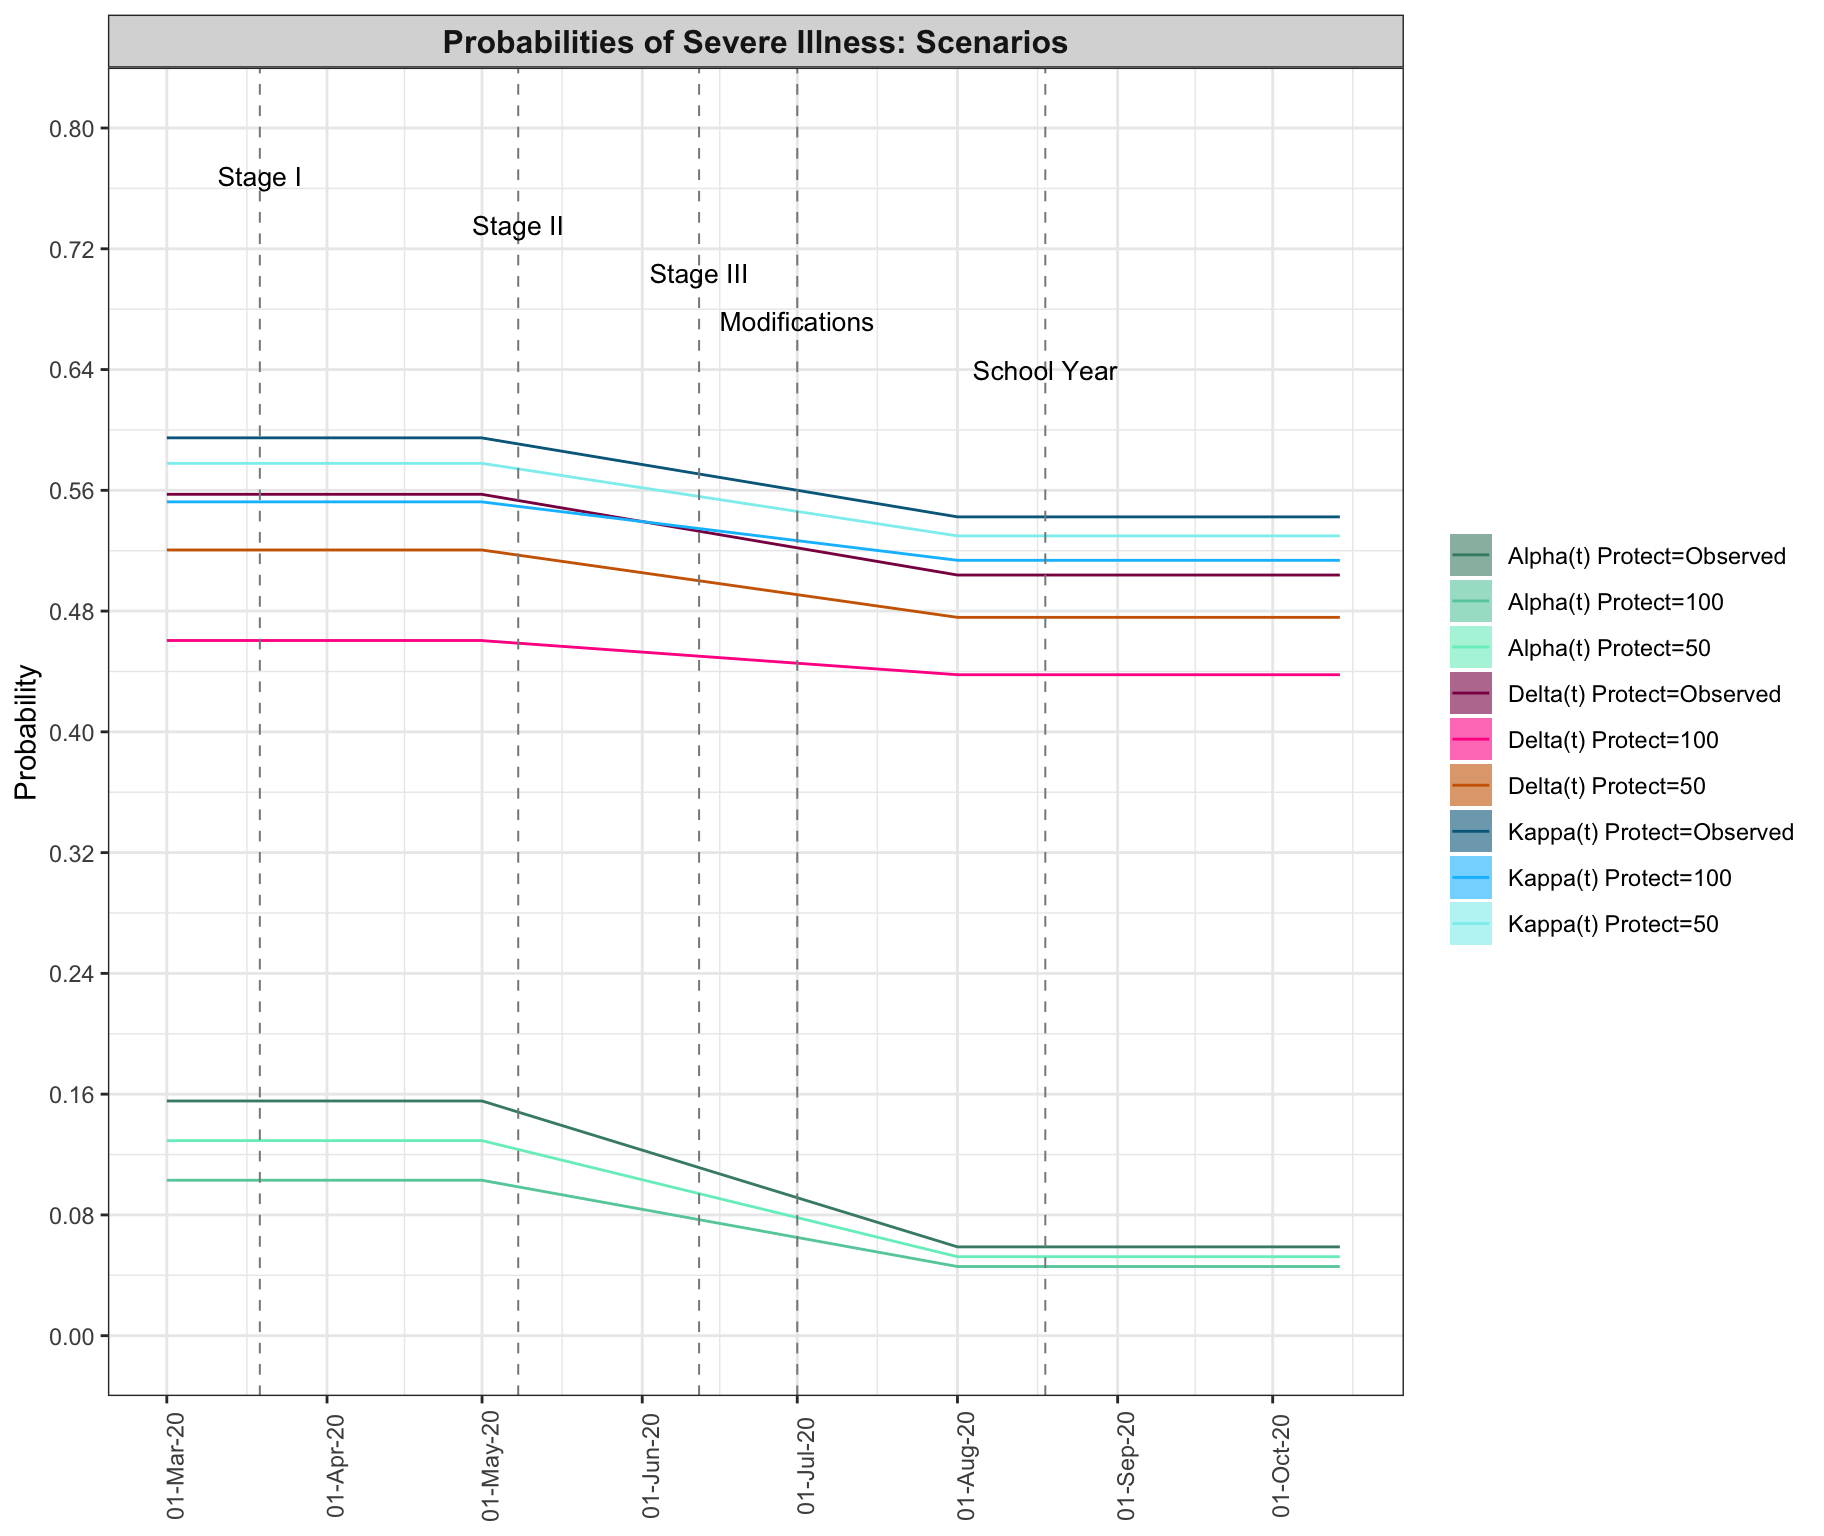 Probabilities of Severe Illness: Scenarios
0.80
Stage I
Stage II
0.72
Stage III
Modifications
0.64
School Year
0.56
0.48
0.40
0.32
0.24
0.16
0.08
0.00
Probability
01-Mar-20
01-Apr-20
01-May-20
01-Jun-20
01-Jul-20
01-Aug-20
01-Sep-20
01-Oct-20
Alpha(t) Protect=Observed
Alpha(t) Protect=100
Alpha(t) Protect=50
Delta(t) Protect=Observed
Delta(t) Protect=100
Delta(t) Protect=50
Kappa(t) Protect=Observed
Kappa(t) Protect=100
Kappa(t) Protect=50